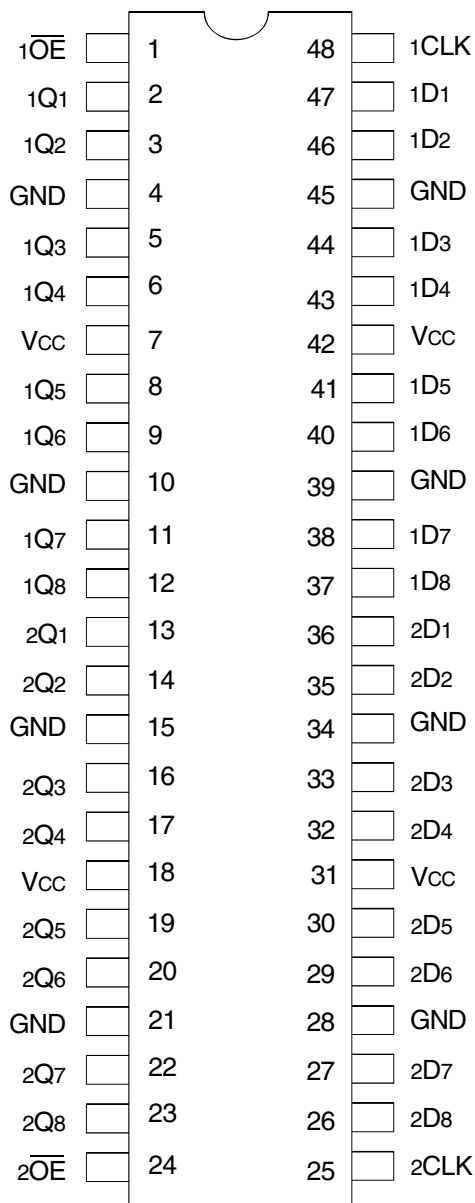 1O̅E̅ 1 48 1CLK
1Q1 2 47 1D1
1Q2 3 46 1D2
GND 4 45 GND
1Q3 5 44 1D3
1Q4 6 43 1D4
VCC 7 42 VCC
1Q5 8 41 1D5
1Q6 9 40 1D6
GND 10 39 GND
1Q7 11 38 1D7
1Q8 12 37 1D8
2Q1 13 36 2D1
2Q2 14 35 2D2
GND 15 34 GND
2Q3 16 33 2D3
2Q4 17 32 2D4
VCC 18 31 VCC
2Q5 19 30 2D5
2Q6 20 29 2D6
GND 21 28 GND
2Q7 22 27 2D7
2Q8 23 26 2D8
2O̅E̅ 24 25 2CLK